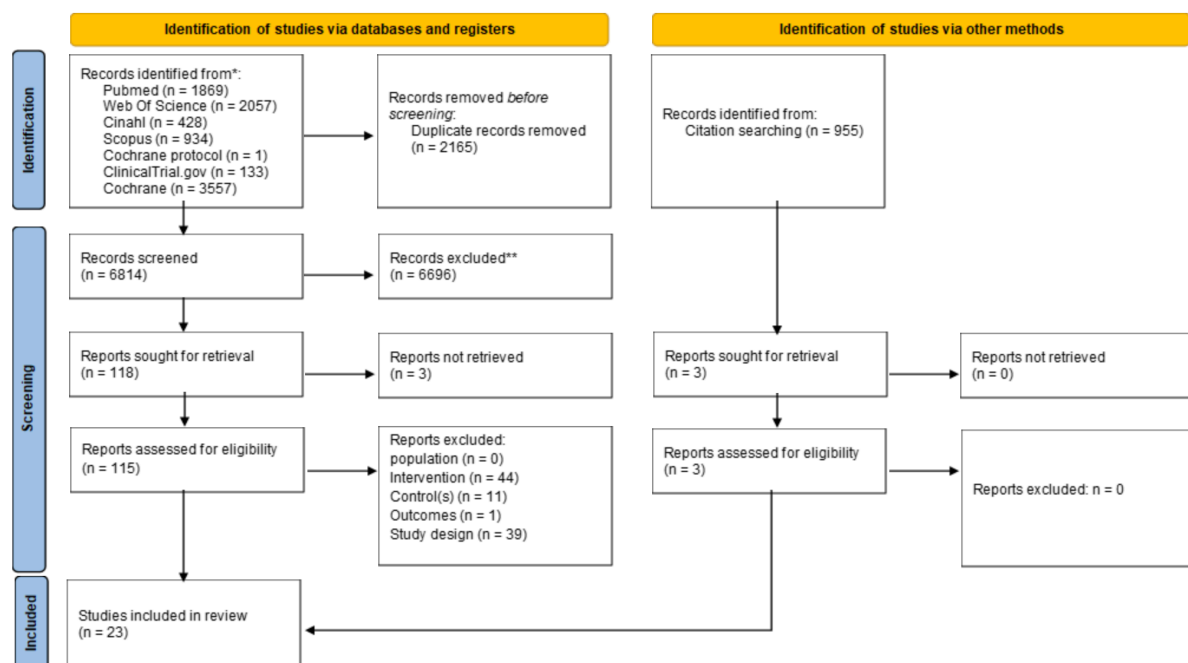 Identification of studies via databases and registers
Identification of studies via other methods
Identification
Records identified from*:
Pubmed (n = 1869)
Web Of Science (n = 2057)
Cinahl (n = 428)
Scopus (n = 934)
Cochrane protocol (n = 1)
ClinicalTrial.gov (n = 133)
Cochrane (n = 3557)
Records removed before
screening:
Duplicate records removed
(n = 2165)
Records identified from:
Citation searching (n = 955)
Screening
Records screened
(n = 6814)
Records excluded**
(n = 6696)
Reports sought for retrieval
(n = 118)
Reports not retrieved
(n = 3)
Reports sought for retrieval
(n = 3)
Reports not retrieved
(n = 0)
Reports assessed for eligibility
(n = 115)
Reports excluded:
population (n = 0)
Intervention (n = 44)
Control(s) (n = 11)
Outcomes (n = 1)
Study design (n = 39)
Reports assessed for eligibility
(n = 3)
Reports excluded: n = 0
Included
Studies included in review
(n = 23)